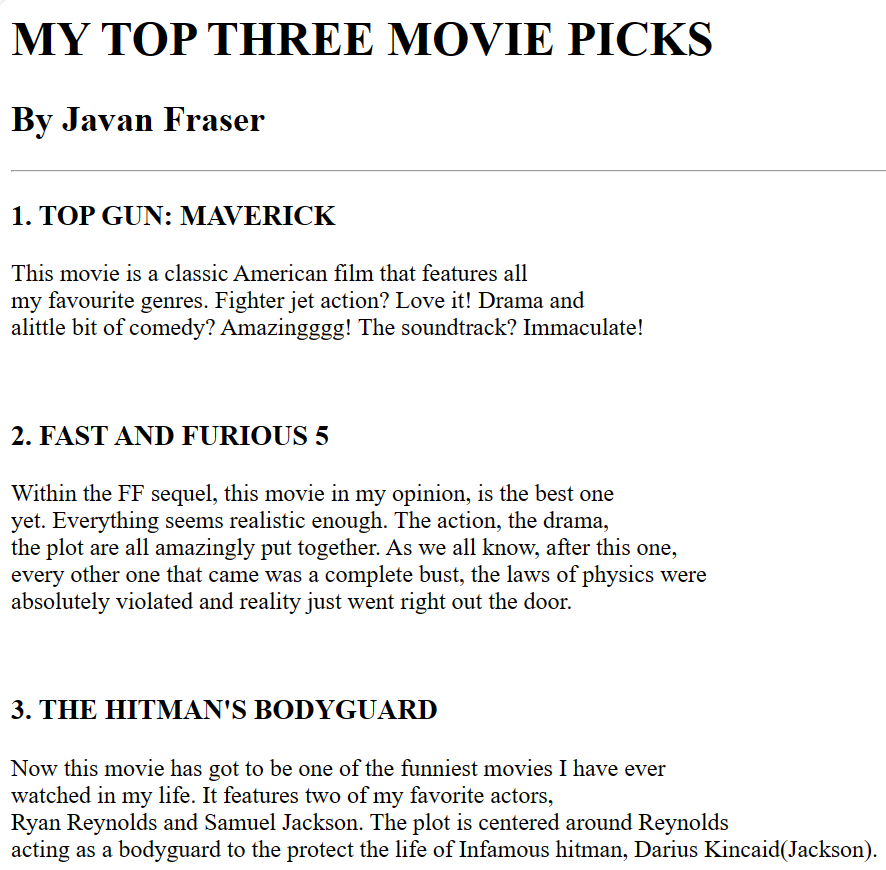 MY TOP THREE MOVIE PICKS
By Javan Fraser
1. TOP GUN: MAVERICK
This movie is a classic American film that features all
my favourite genres. Fighter jet action? Love it! Drama and
alittle bit of comedy? Amazingggg! The soundtrack? Immaculate!
2. FAST AND FURIOUS 5
Within the FF sequel, this movie in my opinion, is the best one
yet. Everything seems realistic enough. The action, the drama,
the plot are all amazingly put together. As we all know, after this one,
every other one that came was a complete bust, the laws of physics were
absolutely violated and reality just went right out the door.
3. THE HITMAN'S BODYGUARD
Now this movie has got to be one of the funniest movies I have ever
watched in my life. It features two of my favorite actors,
Ryan Reynolds and Samuel Jackson. The plot is centered around Reynolds
acting as a bodyguard to the protect the life of Infamous hitman, Darius Kincaid(Jackson).